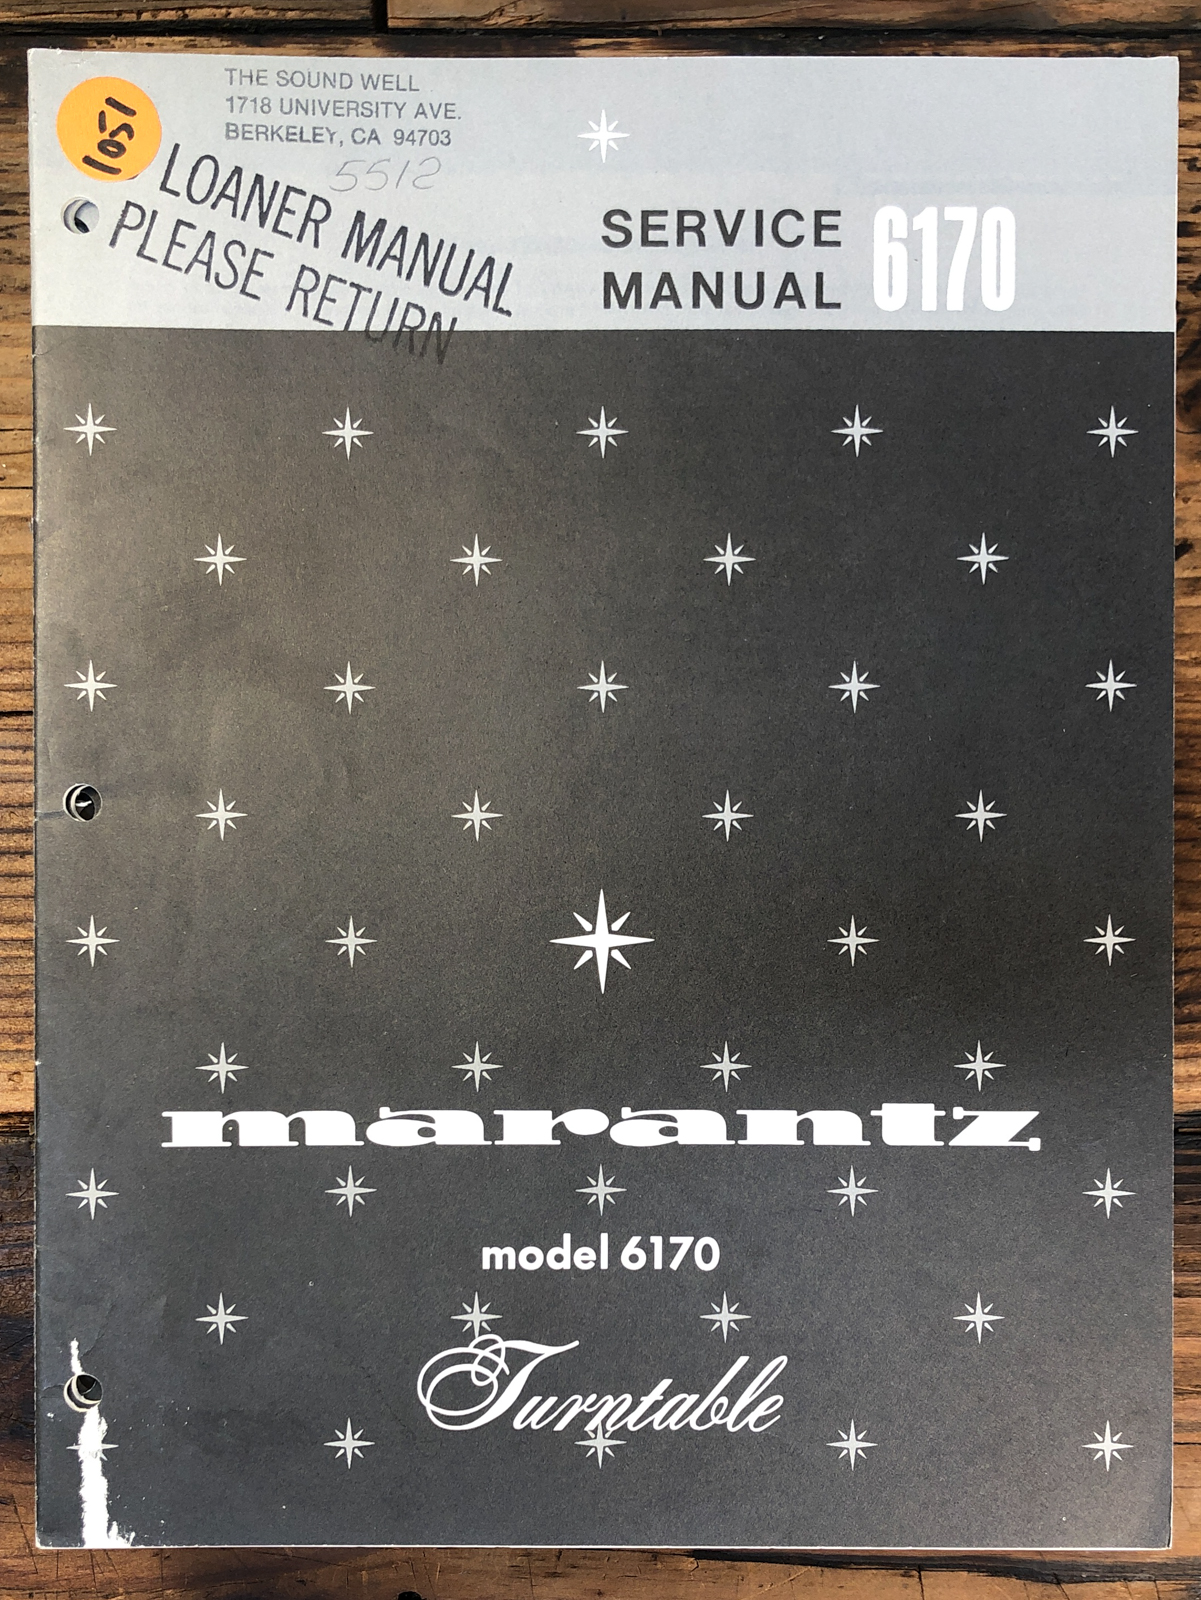 THE SOUND WELL
1718 UNIVERSITY AVE.
BERKELEY, CA 94703
5512
LOANER MANUAL
PLEASE RETURN
SERVICE
MANUAL
6170
marantz
model 6170
Turntable